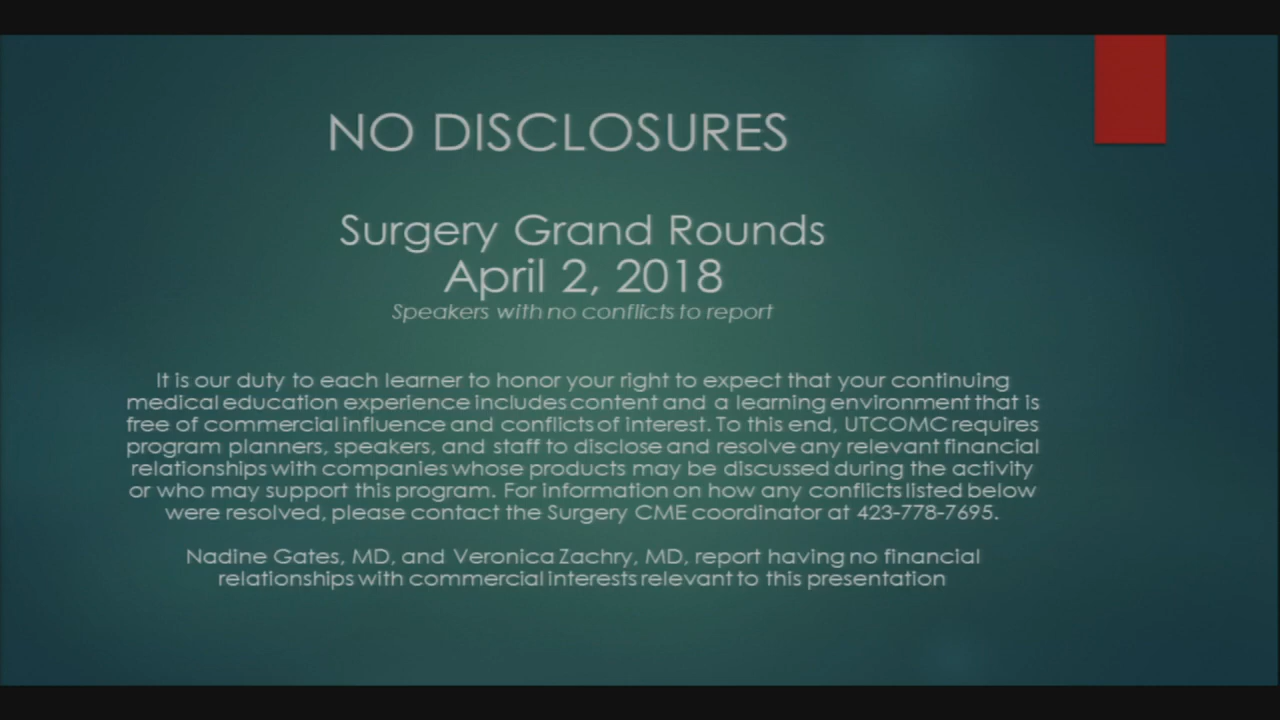 NO DISCLOSURES
Surgery Grand Rounds
April 2, 2018
Speakers with no conflicts to report
It is our duty to each learner to honor your right to expect that your continuing
medical education experience includes content and a learning environment that is
free of commercial influence and conflicts of interest. To this end, UTCOMC requires
program planners, speakers, and staff to disclose and resolve any relevant financial
relationships with companies whose products may be discussed during the activity
or who may support this program. For information on how any conflicts listed below
were resolved, please contact the Surgery CME coordinator at 423-778-7695.
Nadine Gates, MD, and Veronica Zachry, MD, report having no financial
relationships with commercial interests relevant to this presentation